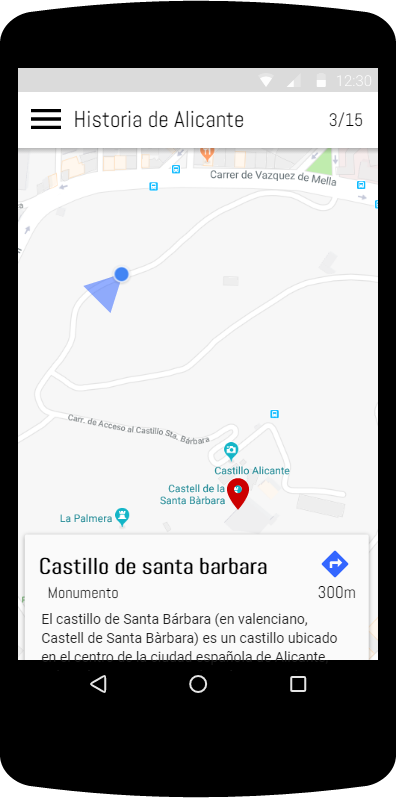 12:30
Historia de Alicante
3/15
Carrer de Vazquez de Mella
Carr. de Acceso al Castillo Sta. Bárbara
Castillo Alicante
Castell de la
Santa Bàrbara
La Palmera
Castillo de santa barbara
Monumento
300m
El castillo de Santa Bárbara (en valenciano,
Castell de Santa Bàrbara) es un castillo ubicado
en el centro de la ciudad española de Alicante,